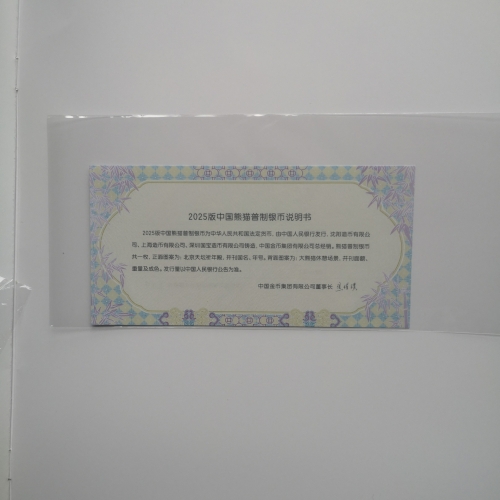 2025版中国熊猫普制银币说明书
2025版中国熊猫普制银币为中华人民共和国法定货币，由中国人民银行发行，沈阳造币有限公
司、上海造币有限公司、深圳国宝造币有限公司铸造，中国金币集团有限公司总经销。熊猫普制银币
共一枚，正面图案为：北京天坛祈年殿，并刊国名、年号。背面图案为：大熊猫休憩场景，并刊面额、
重量及成色。发行量以中国人民银行公告为准。
中国金币集团有限公司董事长